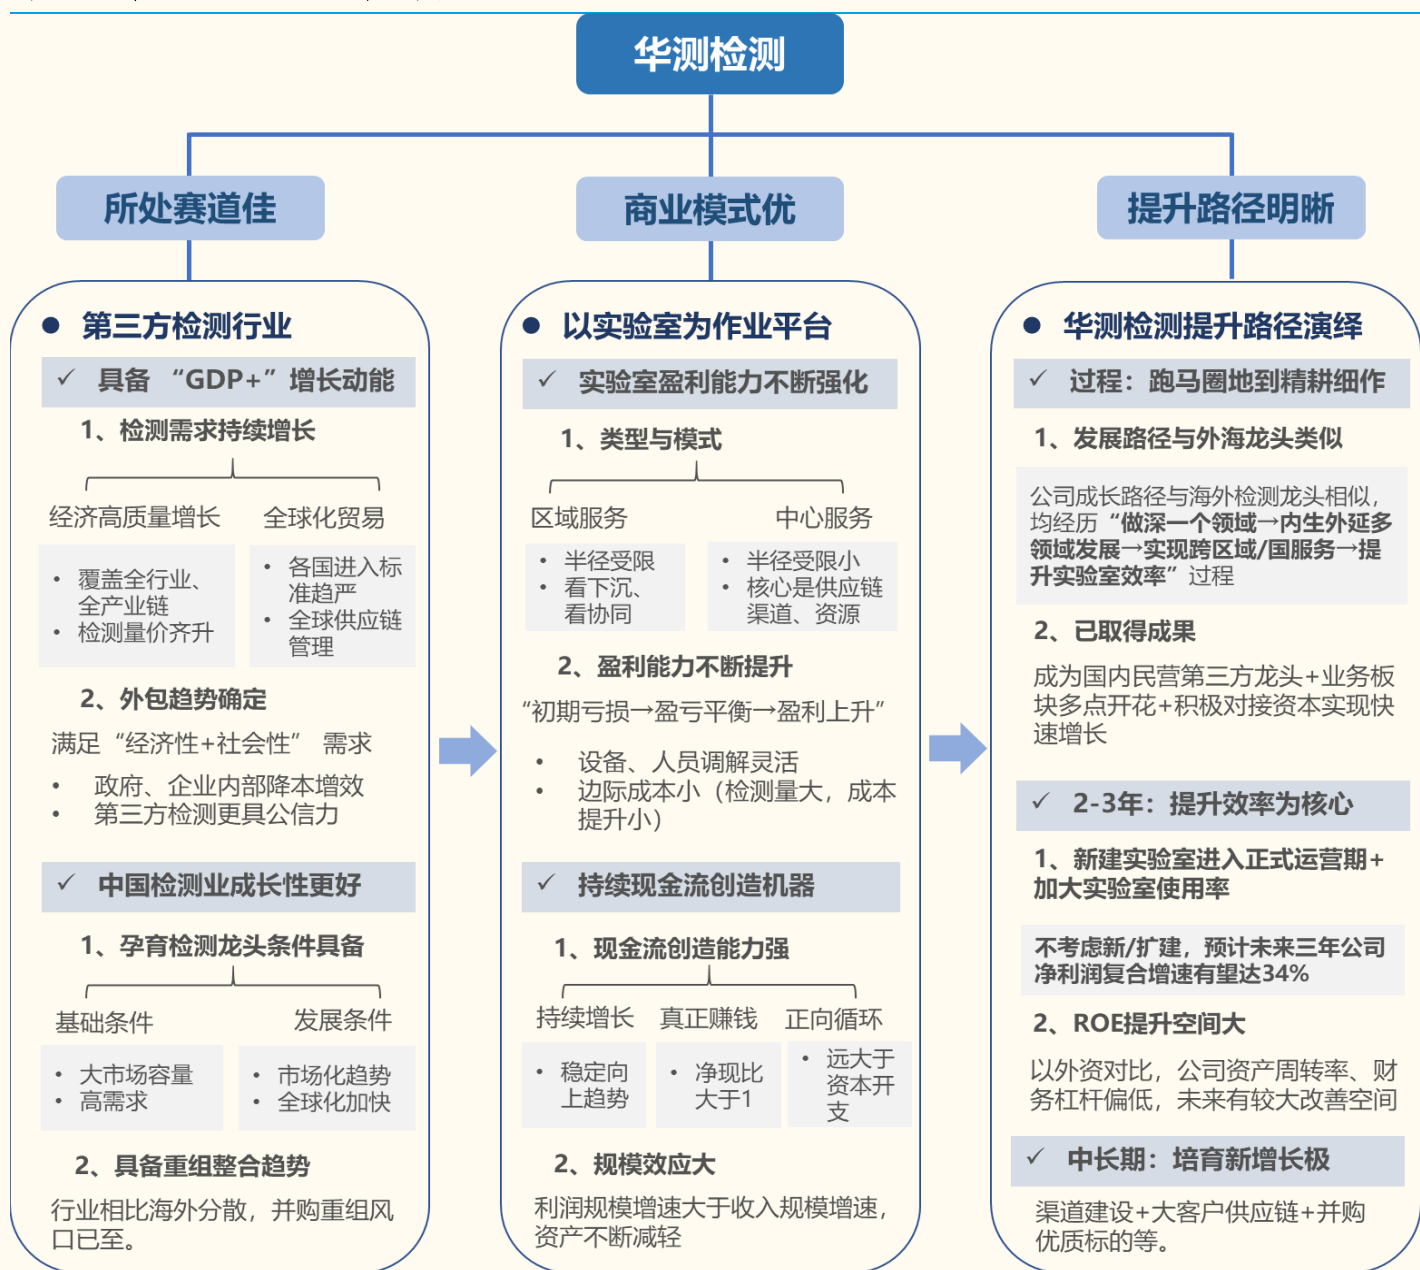 华测检测
所处赛道佳
商业模式优
提升路径明晰
● 第三方检测行业
✓ 具备 “GDP+”增长动能
1、检测需求持续增长
经济高质量增长
全球化贸易
• 覆盖全行业、
全产业链
• 检测量价齐升
• 各国进入标
准趋严
• 全球供应链
管理
2、外包趋势确定
满足“经济性+社会性” 需求
• 政府、企业内部降本增效
• 第三方检测更具公信力
✓ 中国检测业成长性更好
1、孕育检测龙头条件具备
基础条件
发展条件
• 大市场容量
• 高需求
• 市场化趋势
• 全球化加快
2、具备重组整合趋势
行业相比海外分散，并购重组风
口已至。
● 以实验室为作业平台
✓ 实验室盈利能力不断强化
1、类型与模式
区域服务
中心服务
• 半径受限
• 看下沉、
看协同
• 半径受限小
• 核心是供应链
渠道、资源
2、盈利能力不断提升
“初期亏损→盈亏平衡→盈利上升”
• 设备、人员调解灵活
• 边际成本小（检测量大，成本
提升小）
✓ 持续现金流创造机器
1、现金流创造能力强
持续增长
真正赚钱
正向循环
• 稳定向
上趋势
• 净现比
大于1
• 远大于
资本开
支
2、规模效应大
利润规模增速大于收入规模增速，
资产不断减轻
● 华测检测提升路径演绎
✓ 过程：跑马圈地到精耕细作
1、发展路径与外海龙头类似
公司成长路径与海外检测龙头相似，
均经历“做深一个领域→内生外延多
领域发展→实现跨区域/国服务→提
升实验室效率”过程
2、已取得成果
成为国内民营第三方龙头+业务板
块多点开花+积极对接资本实现快
速增长
✓ 2-3年：提升效率为核心
1、新建实验室进入正式运营期+
加大实验室使用率
不考虑新/扩建，预计未来三年公司
净利润复合增速有望达34%
2、ROE提升空间大
以外资对比，公司资产周转率、财
务杠杆偏低，未来有较大改善空间
✓ 中长期：培育新增长极
渠道建设+大客户供应链+并购
优质标的等。